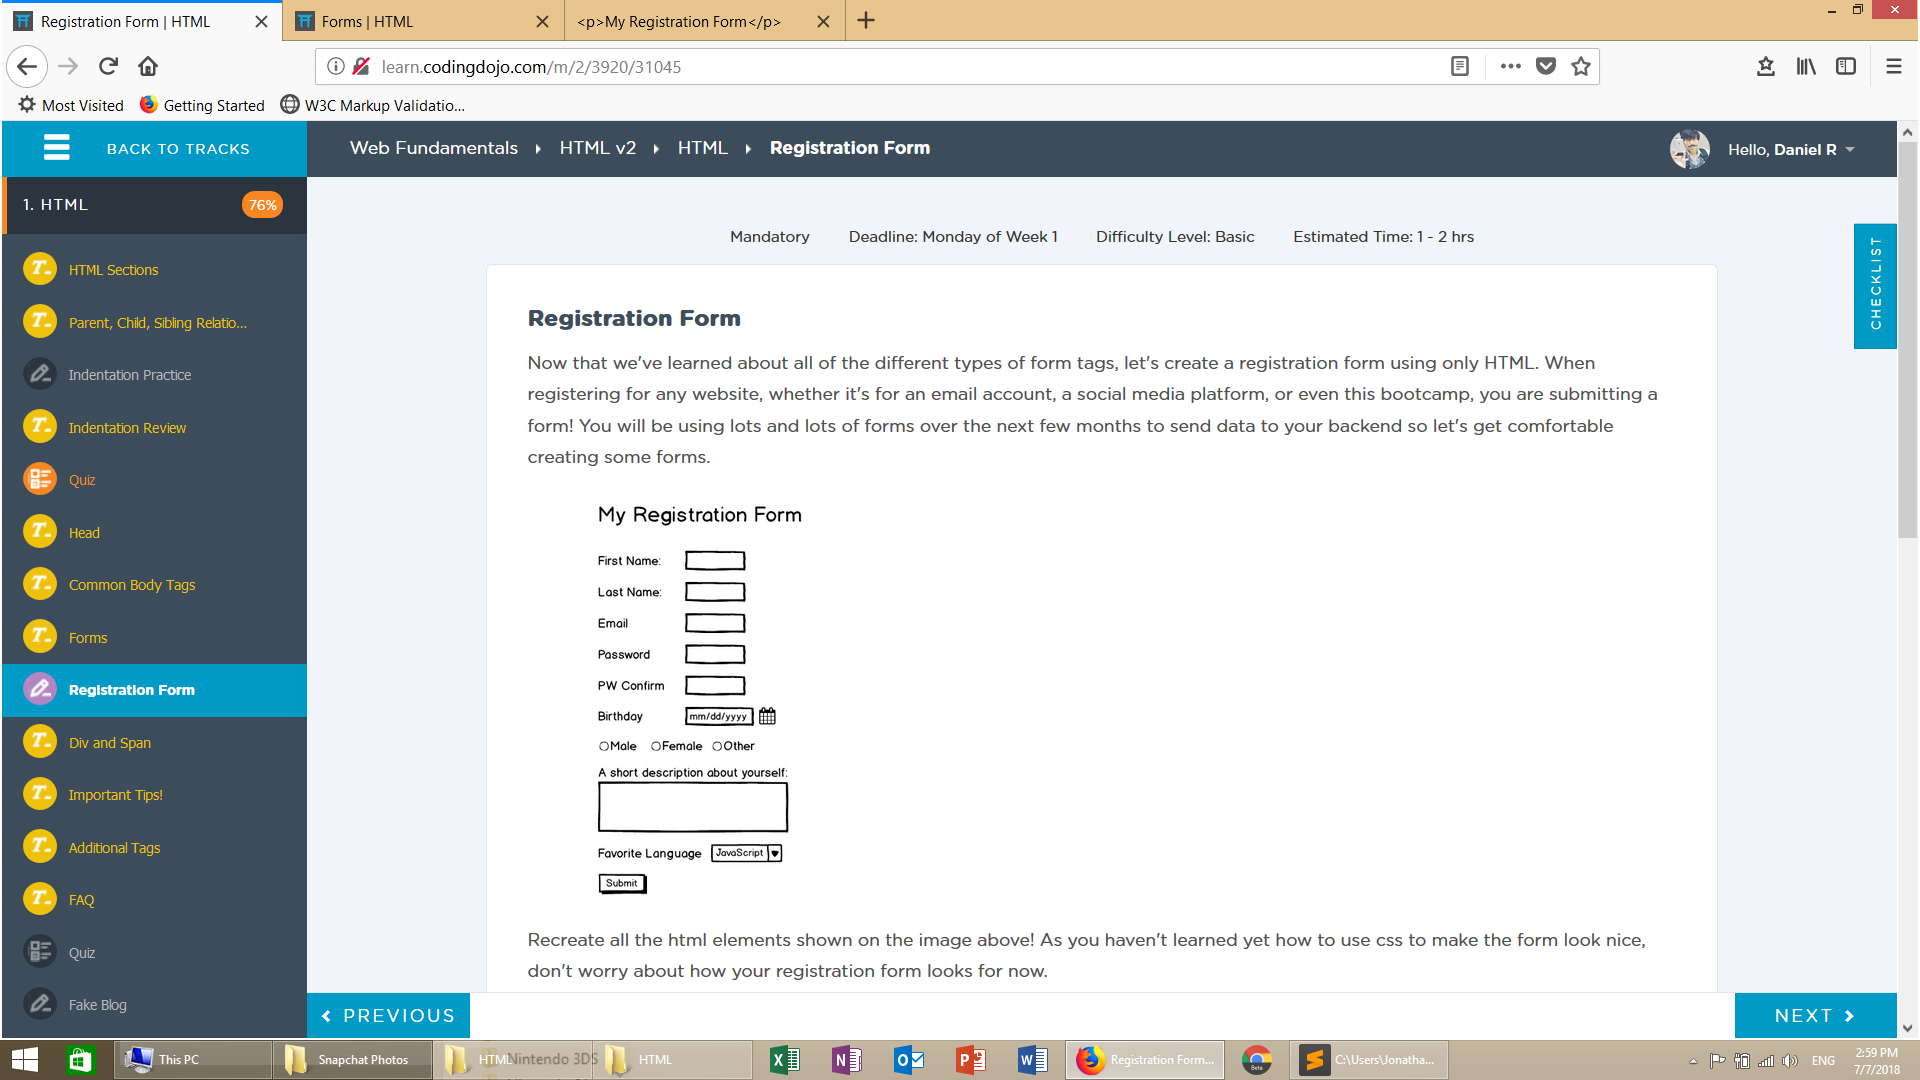 Registration Form | HTML
Forms | HTML
<p>My Registration Form</p>
learn.codingdojo.com/m/2/3920/31045
Most Visited
Getting Started
W3C Markup Validatio...
BACK TO TRACKS
Web Fundamentals
HTML v2
HTML
Registration Form
Hello, Daniel R
1. HTML
76%
HTML Sections
Parent, Child, Sibling Relatio...
Indentation Practice
Indentation Review
Quiz
Head
Common Body Tags
Forms
Registration Form
Div and Span
Important Tips!
Additional Tags
FAQ
Quiz
Fake Blog
Mandatory
Deadline: Monday of Week 1
Difficulty Level: Basic
Estimated Time: 1 - 2 hrs
CHECKLIST
Registration Form
Now that we've learned about all of the different types of form tags, let's create a registration form using only HTML. When
registering for any website, whether it's for an email account, a social media platform, or even this bootcamp, you are submitting a
form! You will be using lots and lots of forms over the next few months to send data to your backend so let's get comfortable
creating some forms.
My Registration Form
First Name:
Last Name:
Email
Password
PW Confirm
Birthday mm/dd/yyyy
Male Female Other
A short description about yourself:
Favorite Language JavaScript
Submit
Recreate all the html elements shown on the image above! As you haven't learned yet how to use css to make the form look nice,
don't worry about how your registration form looks for now.
PREVIOUS
NEXT
This PC
Snapchat Photos
HTML
Nintendo 3DS
HTML
Registration Form...
Beta
C:\Users\Jonatha...
ENG
2:59 PM
7/7/2018